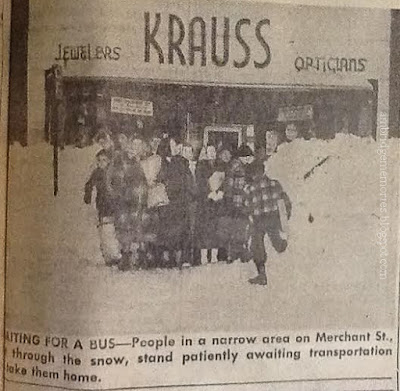 KRAUSS
JEWELERS
OPTICIANS
AITING FOR A BUS—People in a narrow area on Merchant St.,
through the snow, stand patiently awaiting transportation
take them home.